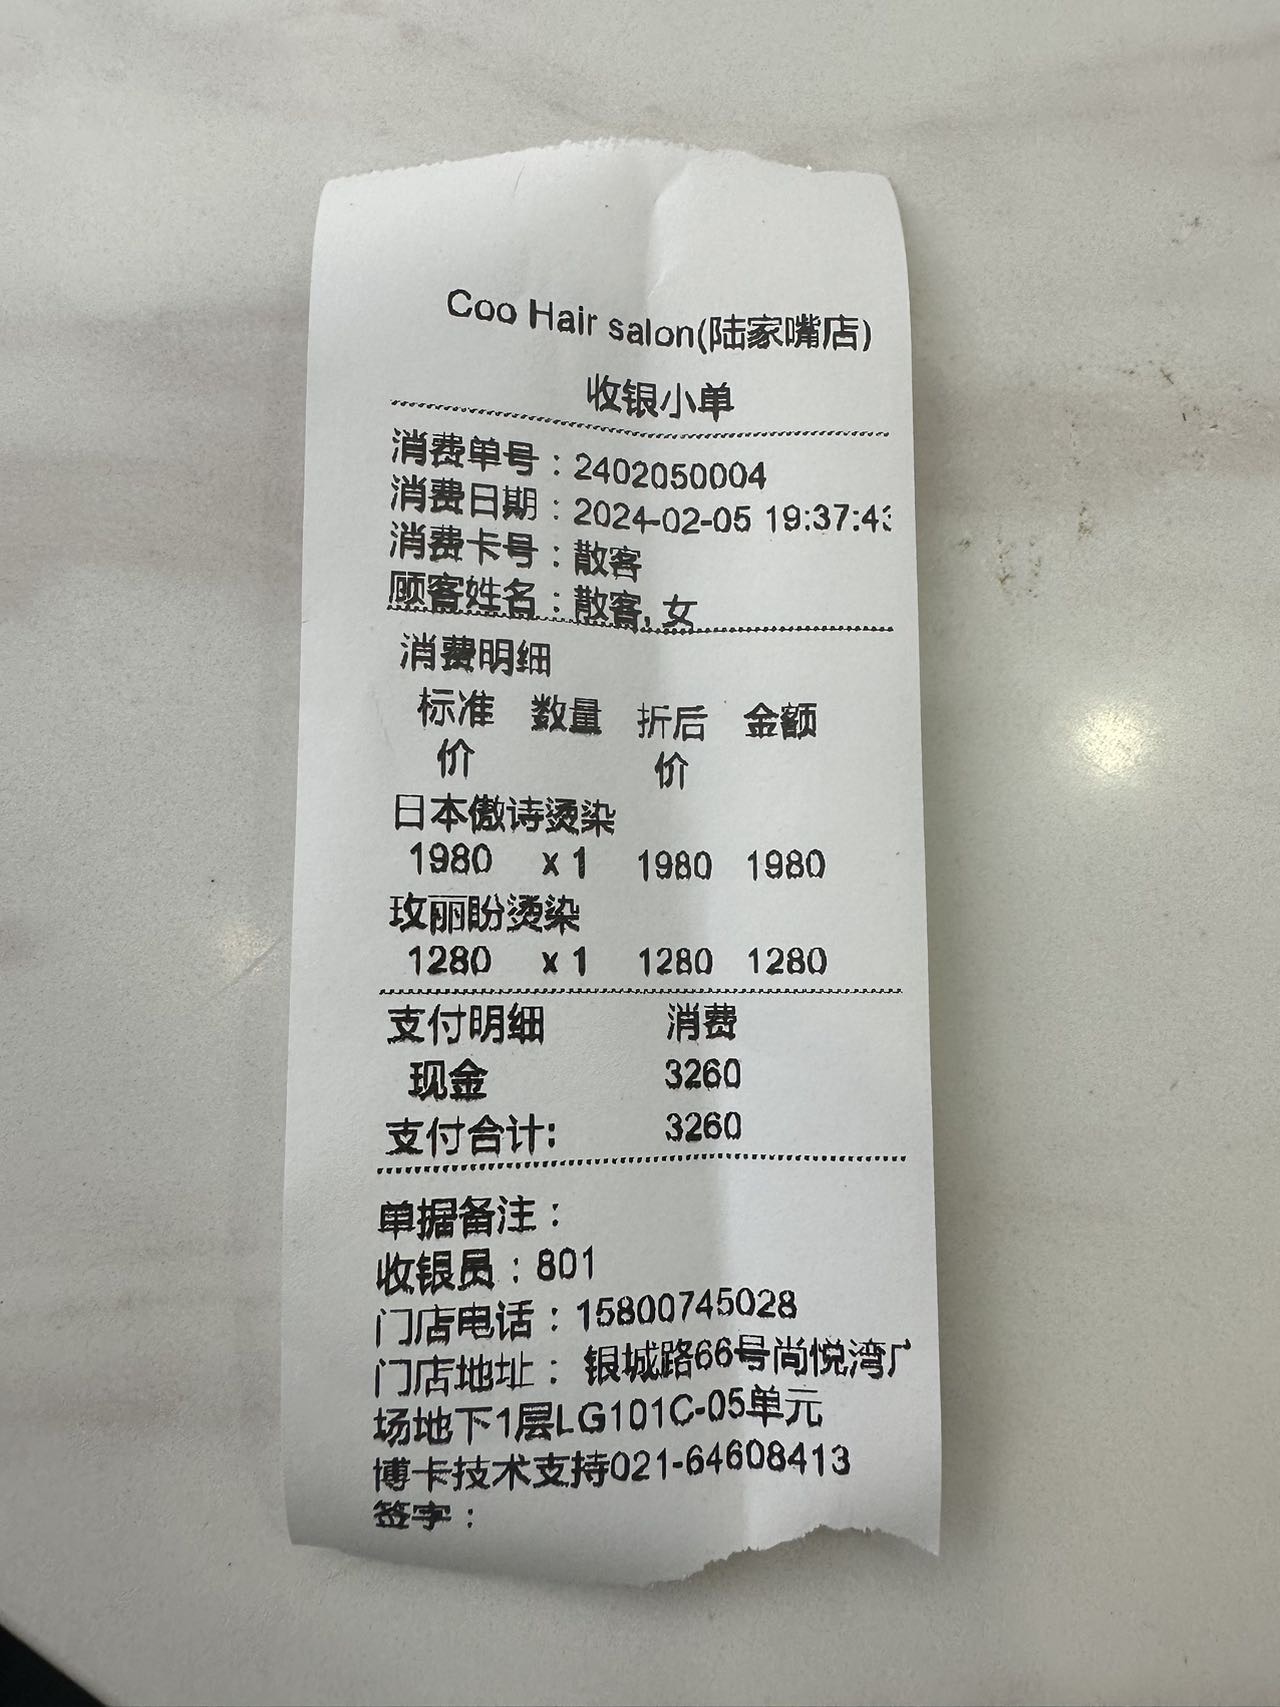 Coo Hair salon(陆家嘴店)
收银小单
消费单号：2402050004
消费日期：2024-02-05 19:37:43
消费卡号：散客
顾客姓名：散客, 女
消费明细
标准价 数量 折后价 金额
日本傲诗烫染
1980 x 1 1980 1980
玫丽盼烫染
1280 x 1 1280 1280
支付明细 消费
现金 3260
支付合计: 3260
单据备注：
收银员：801
门店电话：15800745028
门店地址： 银城路66号尚悦湾广
场地下1层LG101C-05单元
博卡技术支持021-64608413
签字：